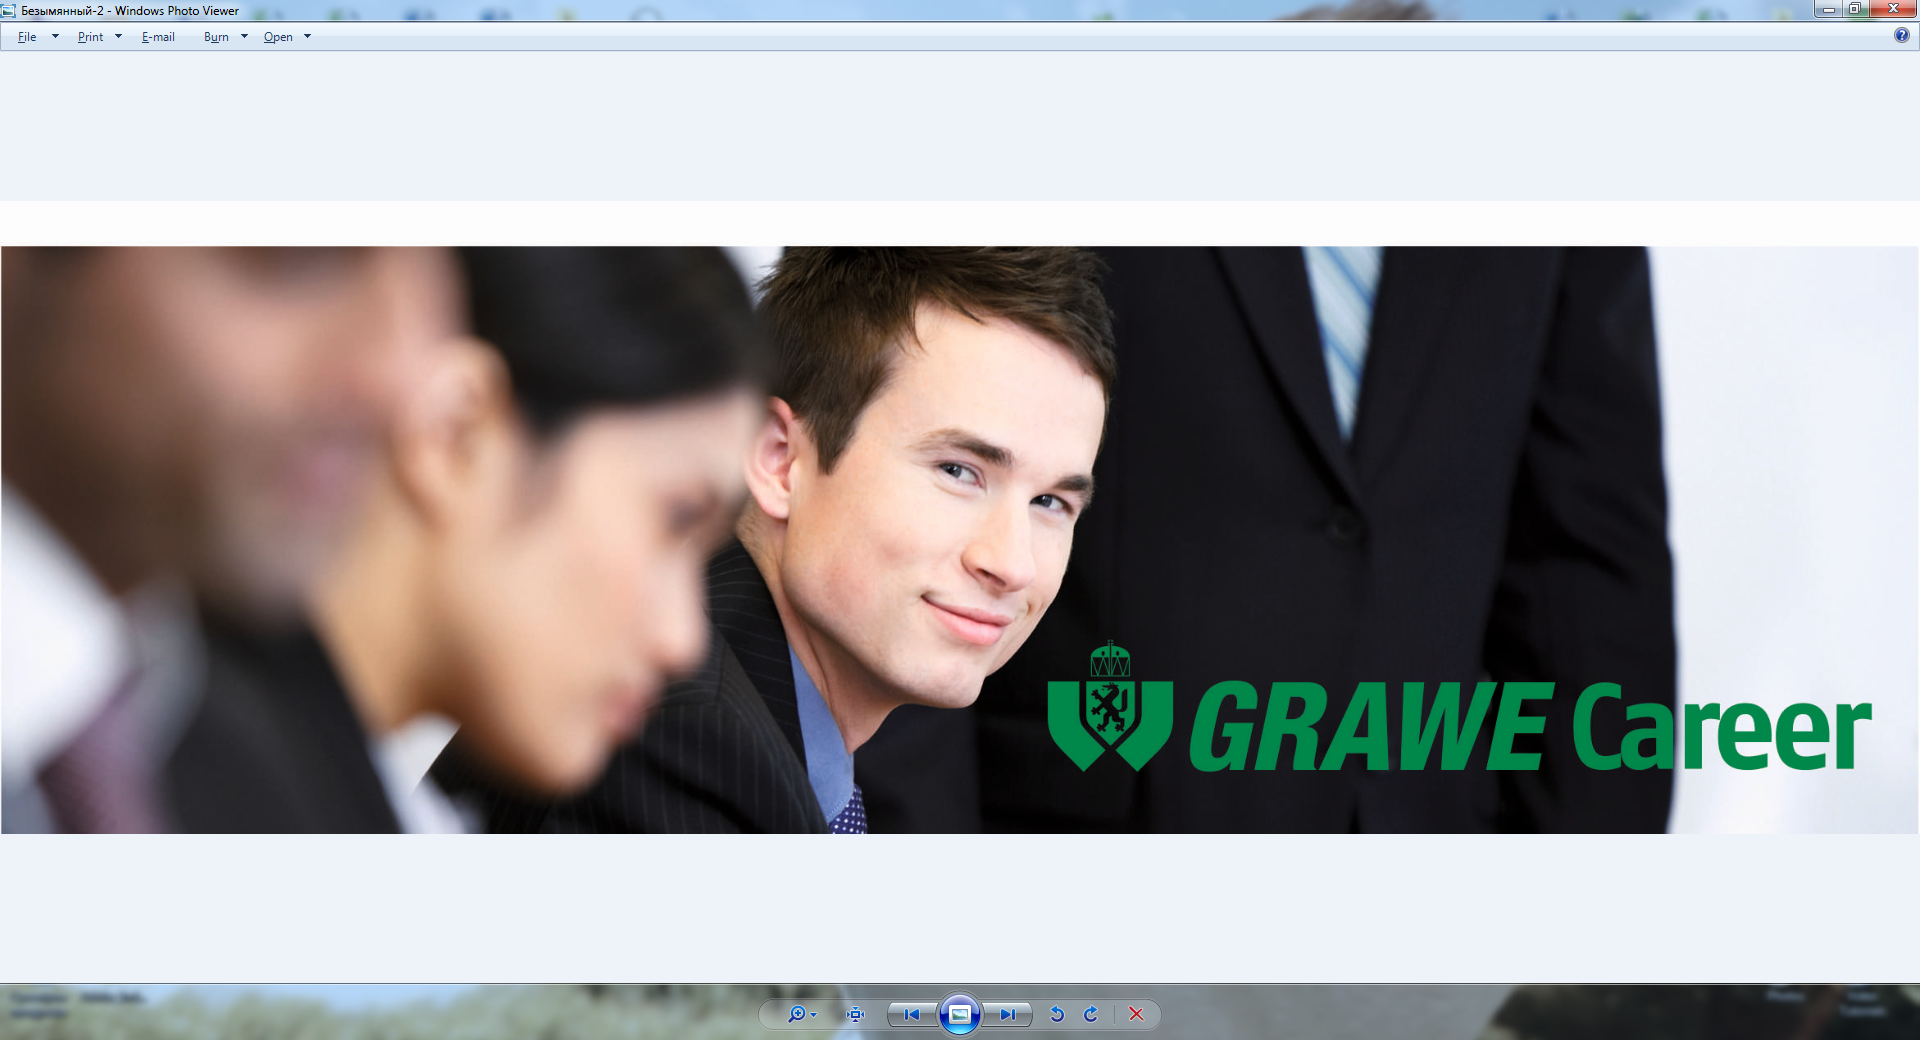 Безымянный-2 - Windows Photo Viewer
File Print E-mail Burn Open
GRAWE Career